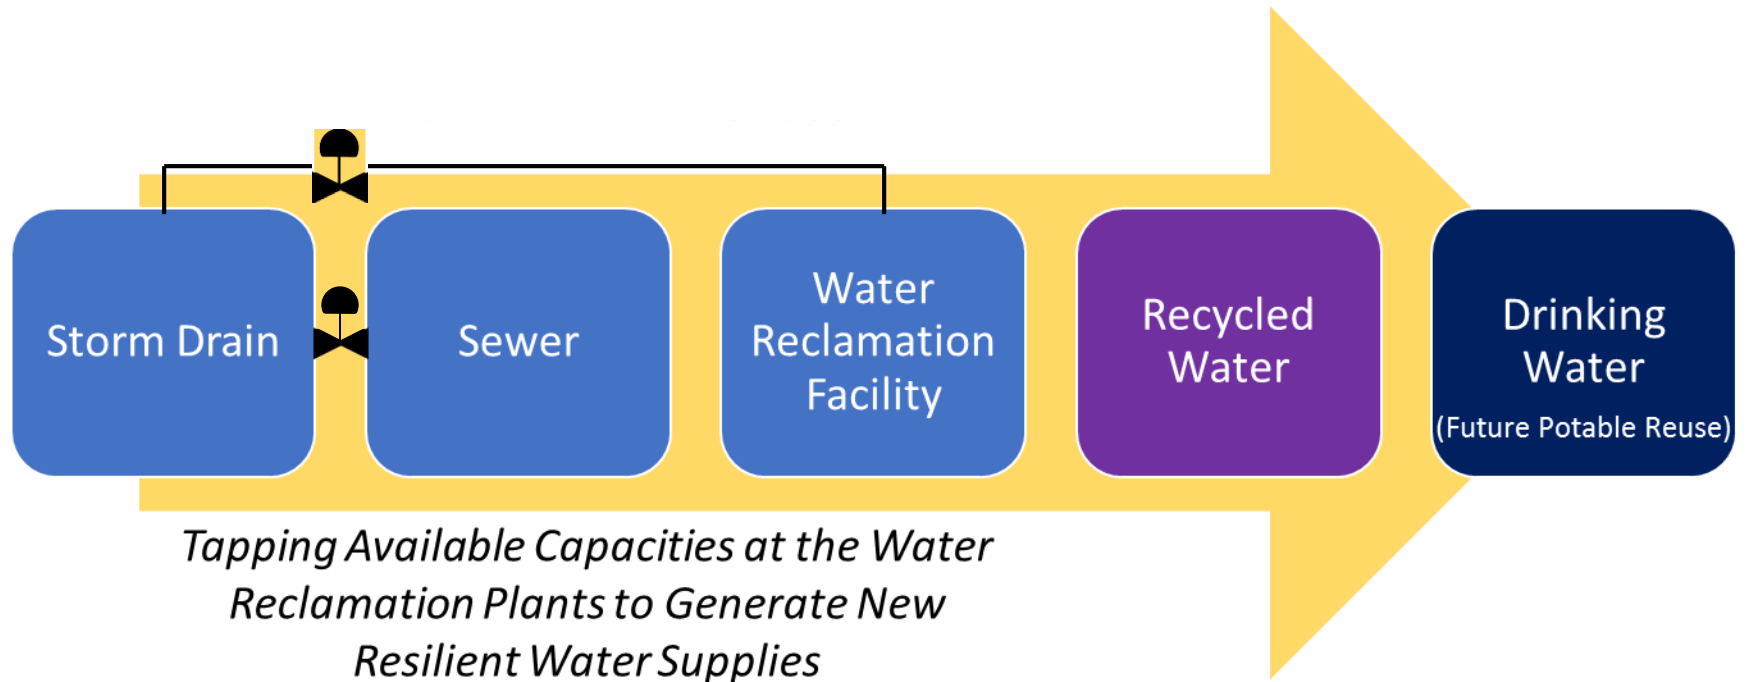 Storm Drain
Sewer
Water
Reclamation
Facility
Recycled
Water
Drinking
Water
(Future Potable Reuse)
Tapping Available Capacities at the Water
Reclamation Plants to Generate New
Resilient Water Supplies